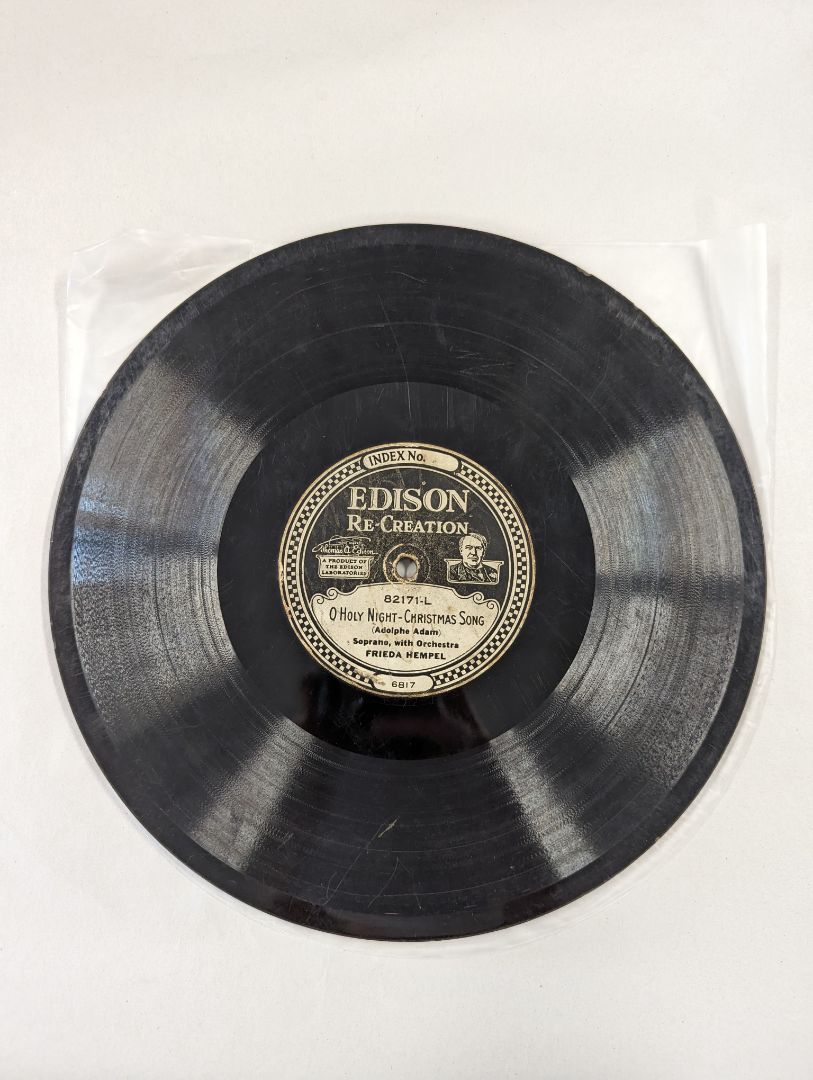 INDEX No.
EDISON
RE-CREATION
Thomas A. Edison
A PRODUCT OF
THE EDISON
LABORATORIES
82171-L
O HOLY NIGHT-CHRISTMAS SONG
(Adolphe Adam)
Soprano, with Orchestra
FRIEDA HEMPEL
6817